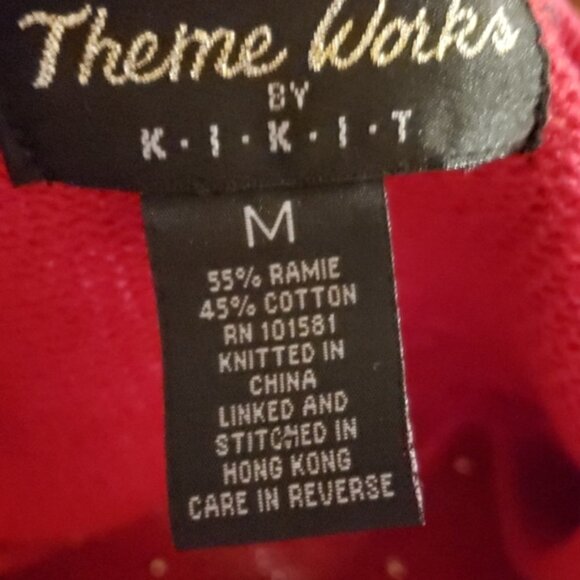 Theme Works
BY
K·I·K·I·T
M
55% RAMIE
45% COTTON
RN 101581
KNITTED IN
CHINA
LINKED AND
STITCHED IN
HONG KONG
CARE IN REVERSE